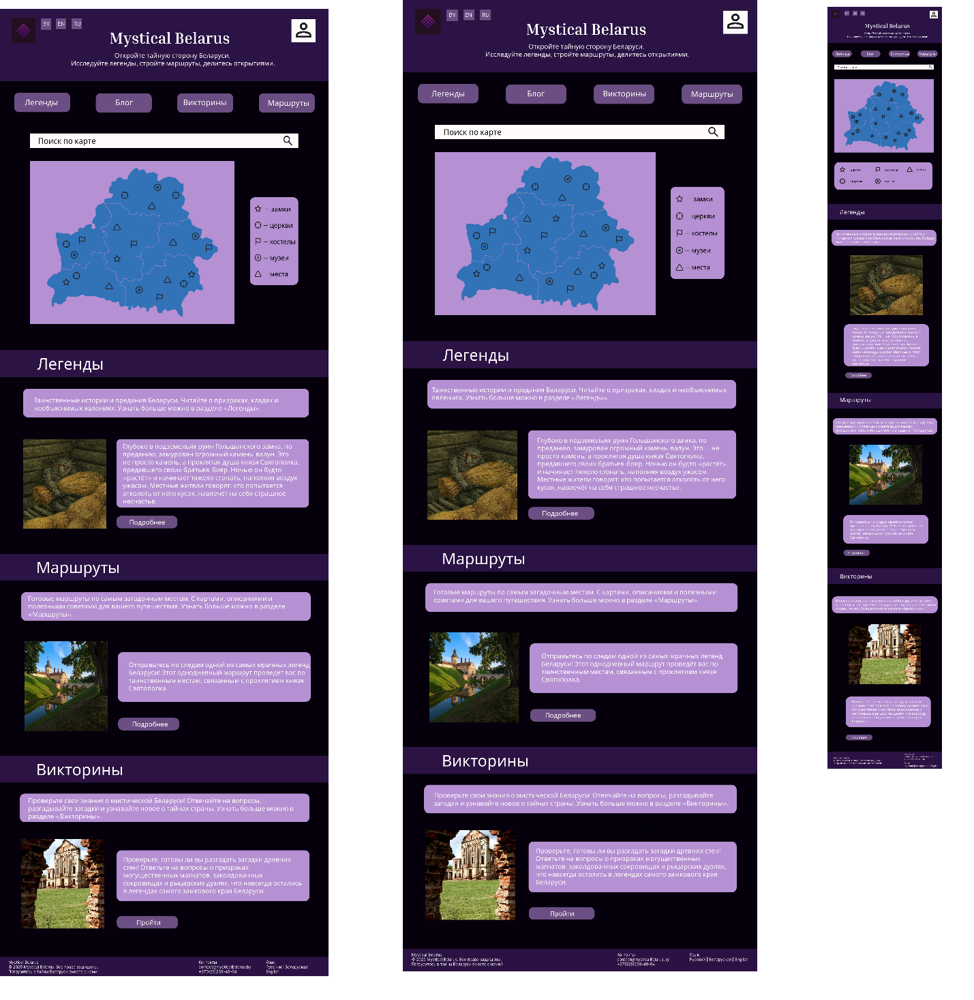 BY EN RU
Mystical Belarus
Откройте тайную сторону Беларуси.
Исследуйте легенды, стройте маршруты, делитесь открытиями.
Легенды Блог Викторины Маршруты
Поиск по карте
— замки
— церкви
— костелы
— музеи
места
Легенды
Таинственные истории и предания Беларуси. Читайте о призраках, кладах и
необъяснимых явлениях. Узнать больше можно в разделе «Легенды».
Глубоко в подземельях руин Гольшанского замка, по
преданию, замурован огромный камень-валун. Это
не просто камень, а проклятая душа князя Святополка,
предавшего своих братьев-бояр. Ночью он будто
«растёт» и начинает тяжело стонать, наполняя воздух
ужасом. Местные жители говорят: кто попытается
отколоть от него кусок, навлечёт на себя страшное
несчастье.
Подробнее
Маршруты
Готовые маршруты по самым загадочным местам. С картами, описаниями и
полезными советами для вашего путешествия. Узнать больше можно в разделе
«Маршруты».
Отправьтесь по следам одной из самых мрачных легенд
Беларуси! Этот однодневный маршрут проведёт вас по
таинственным местам, связанным с проклятием князя
Святополка
Подробнее
Викторины
Проверьте свои знания о мистической Беларуси! Отвечайте на вопросы,
разгадывайте загадки и узнавайте новое о тайнах страны. Узнать больше можно в
разделе «Викторины».
Проверьте, готовы ли вы разгадать загадки древних
стен! Ответьте на вопросы о призраках
могущественных магнатов, заколдованных
сокровищах и рыцарских дуэлях, что навсегда остались
в легендах самого замкового края Беларуси.
Пройти
Mystical Belarus
© 2025 Mystical Belarus. Все права защищены.
Погрузитесь в тайны Беларуси вместе с нами!
Контакты
contact@mysticalBelarus.by
+375(29)239-49-94
Язык
Русский | Беларуская
English
BY EN RU
Mystical Belarus
Откройте тайную сторону Беларуси.
Исследуйте легенды, стройте маршруты, делитесь открытиями.
Легенды Блог Викторины Маршруты
Поиск по карте
замки
церкви
— костелы
— музеи
— места
Легенды
Таинственные истории и предания Беларуси. Читайте о призраках, кладах и необъяснимых
явлениях. Узнать больше можно в разделе «Легенды».
Глубоко в подземельях руин Гольшанского замка, по
преданию, замурован огромный камень-валун. Это — не
просто камень, а проклятая душа князя Святополка,
предавшего своих братьев-бояр. Ночью он будто «растёт»
и начинает тяжело стонать, наполняя воздух ужасом.
Местные жители говорят: кто попытается отколоть от него
кусок, навлечёт на себя страшное несчастье.
Подробнее
Маршруты
Готовые маршруты по самым загадочным местам. С картами, описаниями и полезными
советами для вашего путешествия. Узнать больше можно в разделе «Маршруты».
Отправьтесь по следам одной из самых мрачных легенд
Беларуси! Этот однодневный маршрут проведёт вас по
таинственным местам, связанным с проклятием князя
Святополка.
Подробнее
Викторины
Проверьте свои знания о мистической Беларуси! Отвечайте на вопросы, разгадывайте
загадки и узнавайте новое о тайнах страны. Узнать больше можно в разделе «Викторины».
Проверьте, готовы ли вы разгадать загадки древних стен!
Ответьте на вопросы о призраках могущественных
магнатов, заколдованных сокровищах и рыцарских дуэлях,
что навсегда остались в легендах самого замкового края
Беларуси.
Пройти
Mystical Belarus
© 2025 Mystical Belarus. Все права защищены.
Погрузитесь в тайны Беларуси вместе с нами!
Контакты
contact@mysticalBelarus.by
+375(29)239-49-94
Язык
Русский | Беларуская | English
Mystical Belarus
Легенды Блог Викторины Маршруты
замки костелы места
церкви музеи
Легенды
Подробнее
Маршруты
Подробнее
Викторины
Подробнее